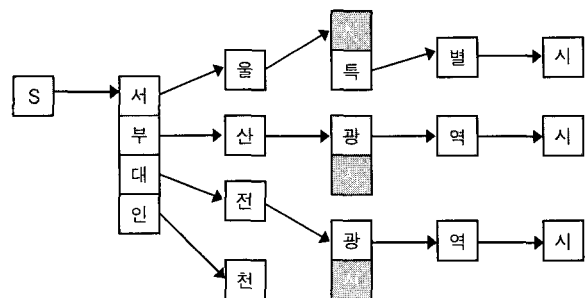 울 특 별 시
S 서
부 산 광 역 시
대
인 전
광 역 시
천